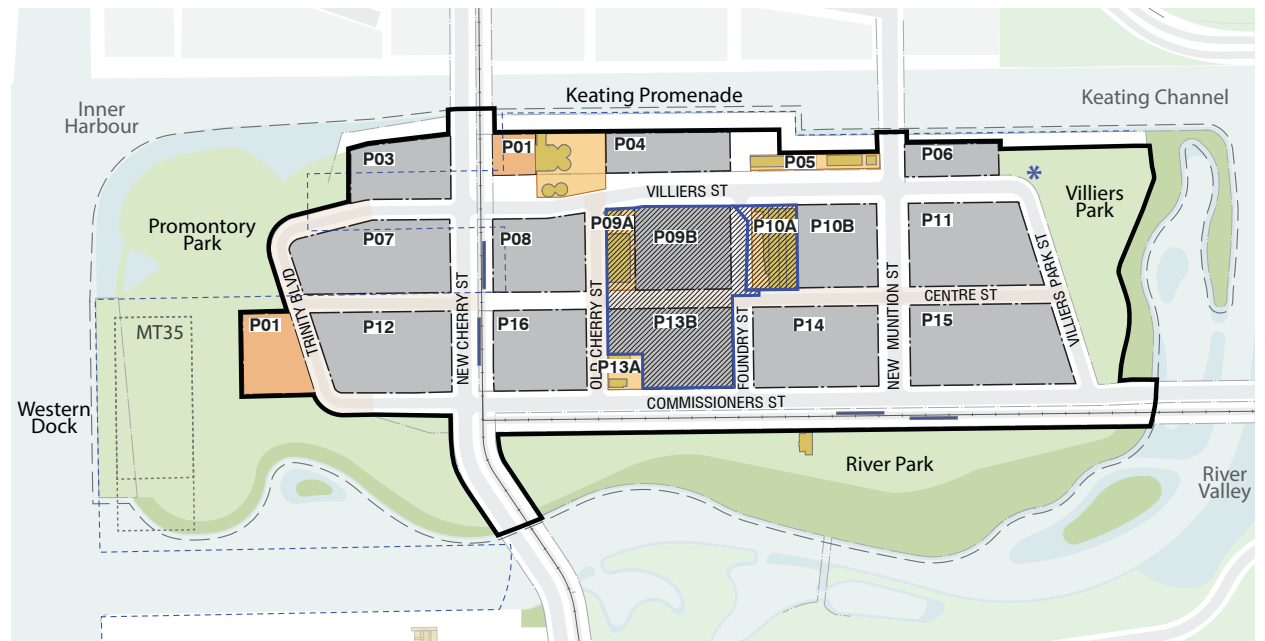 Keating Promenade
Keating Channel
Inner
Harbour
P03
P01
P04
P05
P06
VILLIERS ST
*
Villiers
Park
Promontory
Park
P07
P08
P09A
P09B
P10A
P10B
P11
TRINITY BLVD
NEW CHERRY ST
OLD CHERRY ST
FOUNDRY ST
NEW MUNITION ST
VILLIERS PARK ST
CENTRE ST
MT35
P01
P12
P16
P13B
P14
P15
P13A
COMMISSIONERS ST
Western
Dock
River Park
River
Valley